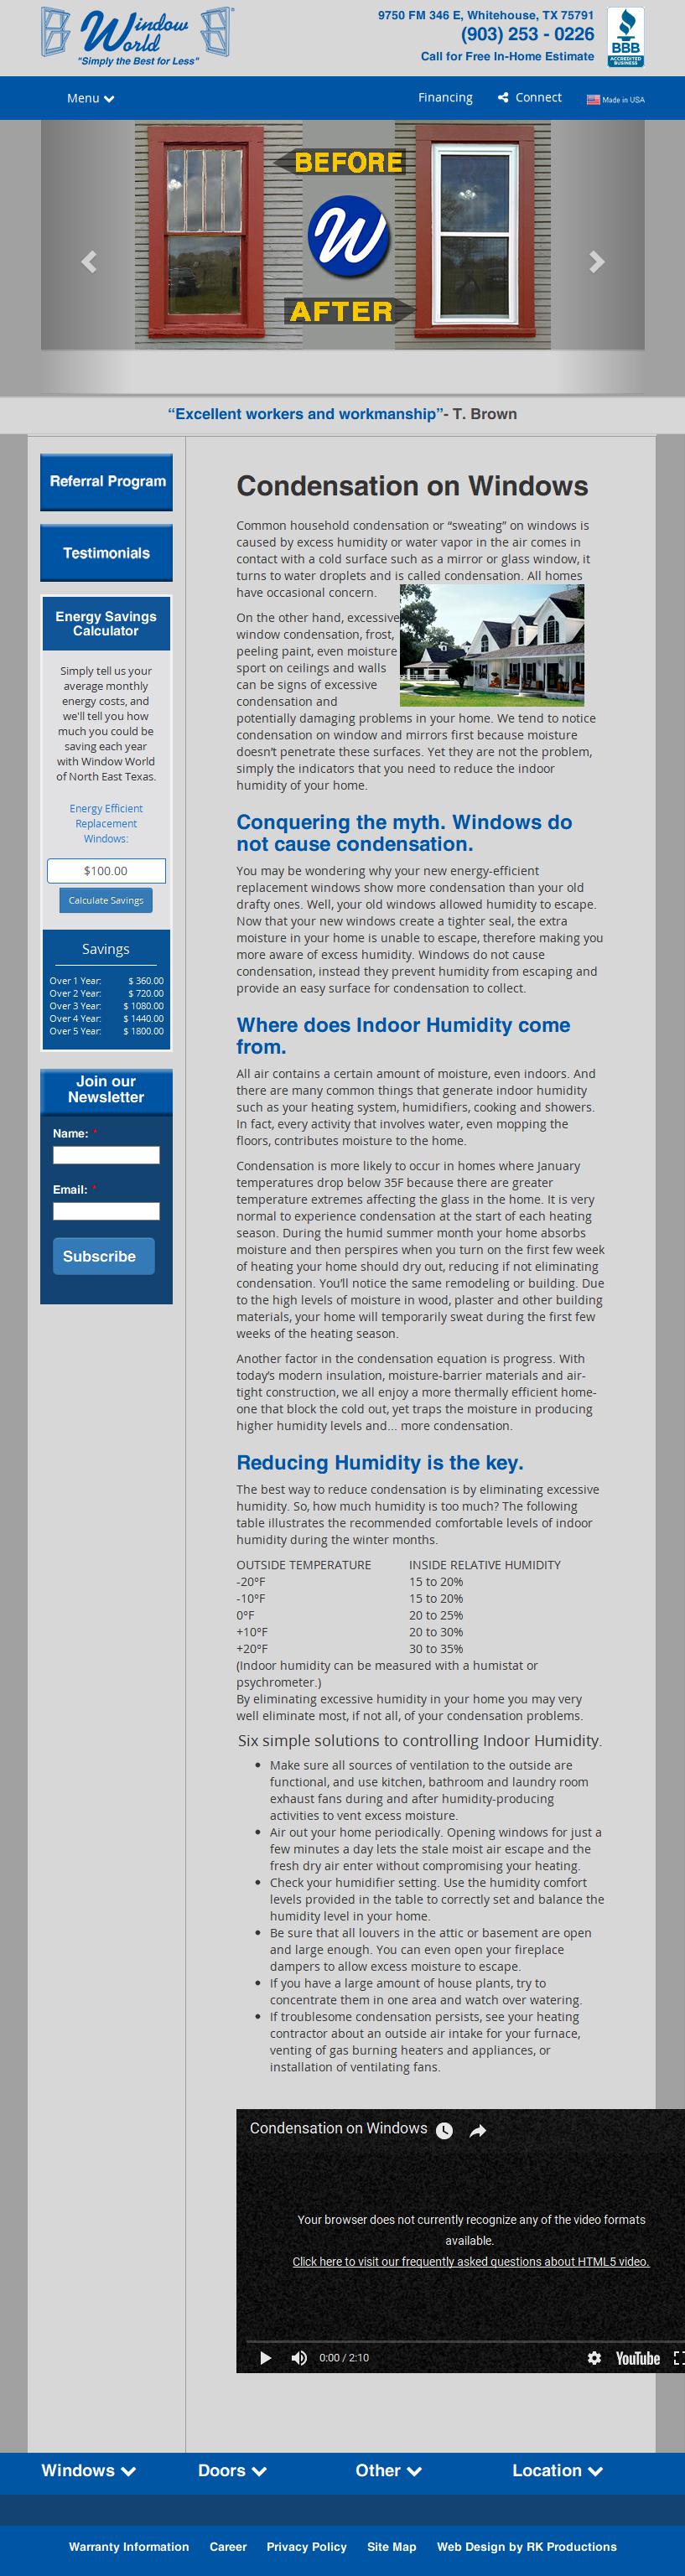 Window
World
"Simply the Best for Less"
9750 FM 346 E, Whitehouse, TX 75791
(903) 253 - 0226
Call for Free In-Home Estimate
BBB
ACCREDITED
BUSINESS
Menu
Financing
Connect
Made in USA
BEFORE
W
AFTER
“Excellent workers and workmanship”- T. Brown
Referral Program
Testimonials
Energy Savings
Calculator
Simply tell us your
average monthly
energy costs, and
we'll tell you how
much you could be
saving each year
with Window World
of North East Texas.
Energy Efficient
Replacement
Windows:
$100.00
Calculate Savings
Savings
Over 1 Year: $ 360.00
Over 2 Year: $ 720.00
Over 3 Year: $ 1080.00
Over 4 Year: $ 1440.00
Over 5 Year: $ 1800.00
Join our
Newsletter
Name: *
Email: *
Subscribe
Condensation on Windows
Common household condensation or “sweating” on windows is
caused by excess humidity or water vapor in the air comes in
contact with a cold surface such as a mirror or glass window, it
turns to water droplets and is called condensation. All homes
have occasional concern.
On the other hand, excessive
window condensation, frost,
peeling paint, even moisture
sport on ceilings and walls
can be signs of excessive
condensation and
potentially damaging problems in your home. We tend to notice
condensation on window and mirrors first because moisture
doesn’t penetrate these surfaces. Yet they are not the problem,
simply the indicators that you need to reduce the indoor
humidity of your home.
Conquering the myth. Windows do
not cause condensation.
You may be wondering why your new energy-efficient
replacement windows show more condensation than your old
drafty ones. Well, your old windows allowed humidity to escape.
Now that your new windows create a tighter seal, the extra
moisture in your home is unable to escape, therefore making you
more aware of excess humidity. Windows do not cause
condensation, instead they prevent humidity from escaping and
provide an easy surface for condensation to collect.
Where does Indoor Humidity come
from.
All air contains a certain amount of moisture, even indoors. And
there are many common things that generate indoor humidity
such as your heating system, humidifiers, cooking and showers.
In fact, every activity that involves water, even mopping the
floors, contributes moisture to the home.
Condensation is more likely to occur in homes where January
temperatures drop below 35F because there are greater
temperature extremes affecting the glass in the home. It is very
normal to experience condensation at the start of each heating
season. During the humid summer month your home absorbs
moisture and then perspires when you turn on the first few week
of heating your home should dry out, reducing if not eliminating
condensation. You’ll notice the same remodeling or building. Due
to the high levels of moisture in wood, plaster and other building
materials, your home will temporarily sweat during the first few
weeks of the heating season.
Another factor in the condensation equation is progress. With
today’s modern insulation, moisture-barrier materials and air-
tight construction, we all enjoy a more thermally efficient home-
one that block the cold out, yet traps the moisture in producing
higher humidity levels and... more condensation.
Reducing Humidity is the key.
The best way to reduce condensation is by eliminating excessive
humidity. So, how much humidity is too much? The following
table illustrates the recommended comfortable levels of indoor
humidity during the winter months.
OUTSIDE TEMPERATURE INSIDE RELATIVE HUMIDITY
-20ºF 15 to 20%
-10ºF 15 to 20%
0ºF 20 to 25%
+10ºF 20 to 30%
+20ºF 30 to 35%
(Indoor humidity can be measured with a humistat or
psychrometer.)
By eliminating excessive humidity in your home you may very
well eliminate most, if not all, of your condensation problems.
Six simple solutions to controlling Indoor Humidity.
• Make sure all sources of ventilation to the outside are
functional, and use kitchen, bathroom and laundry room
exhaust fans during and after humidity-producing
activities to vent excess moisture.
• Air out your home periodically. Opening windows for just a
few minutes a day lets the stale moist air escape and the
fresh dry air enter without compromising your heating.
• Check your humidifier setting. Use the humidity comfort
levels provided in the table to correctly set and balance the
humidity level in your home.
• Be sure that all louvers in the attic or basement are open
and large enough. You can even open your fireplace
dampers to allow excess moisture to escape.
• If you have a large amount of house plants, try to
concentrate them in one area and watch over watering.
• If troublesome condensation persists, see your heating
contractor about an outside air intake for your furnace,
venting of gas burning heaters and appliances, or
installation of ventilating fans.
Condensation on Windows
Your browser does not currently recognize any of the video formats
available.
Click here to visit our frequently asked questions about HTML5 video.
0:00 / 2:10
YouTube
Windows
Doors
Other
Location
Warranty Information
Career
Privacy Policy
Site Map
Web Design by RK Productions